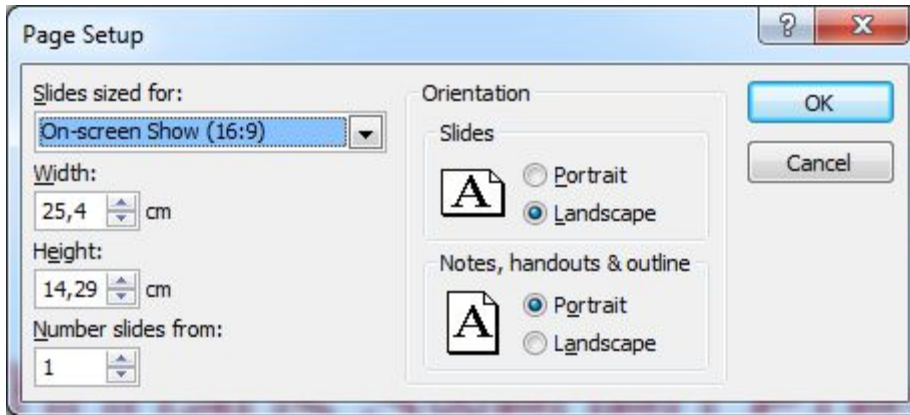 Page Setup
Slides sized for:
On-screen Show (16:9)
Width:
25,4 cm
Height:
14,29 cm
Number slides from:
1
Orientation
Slides
A
Portrait
Landscape
Notes, handouts & outline
A
Portrait
Landscape
?
OK
Cancel